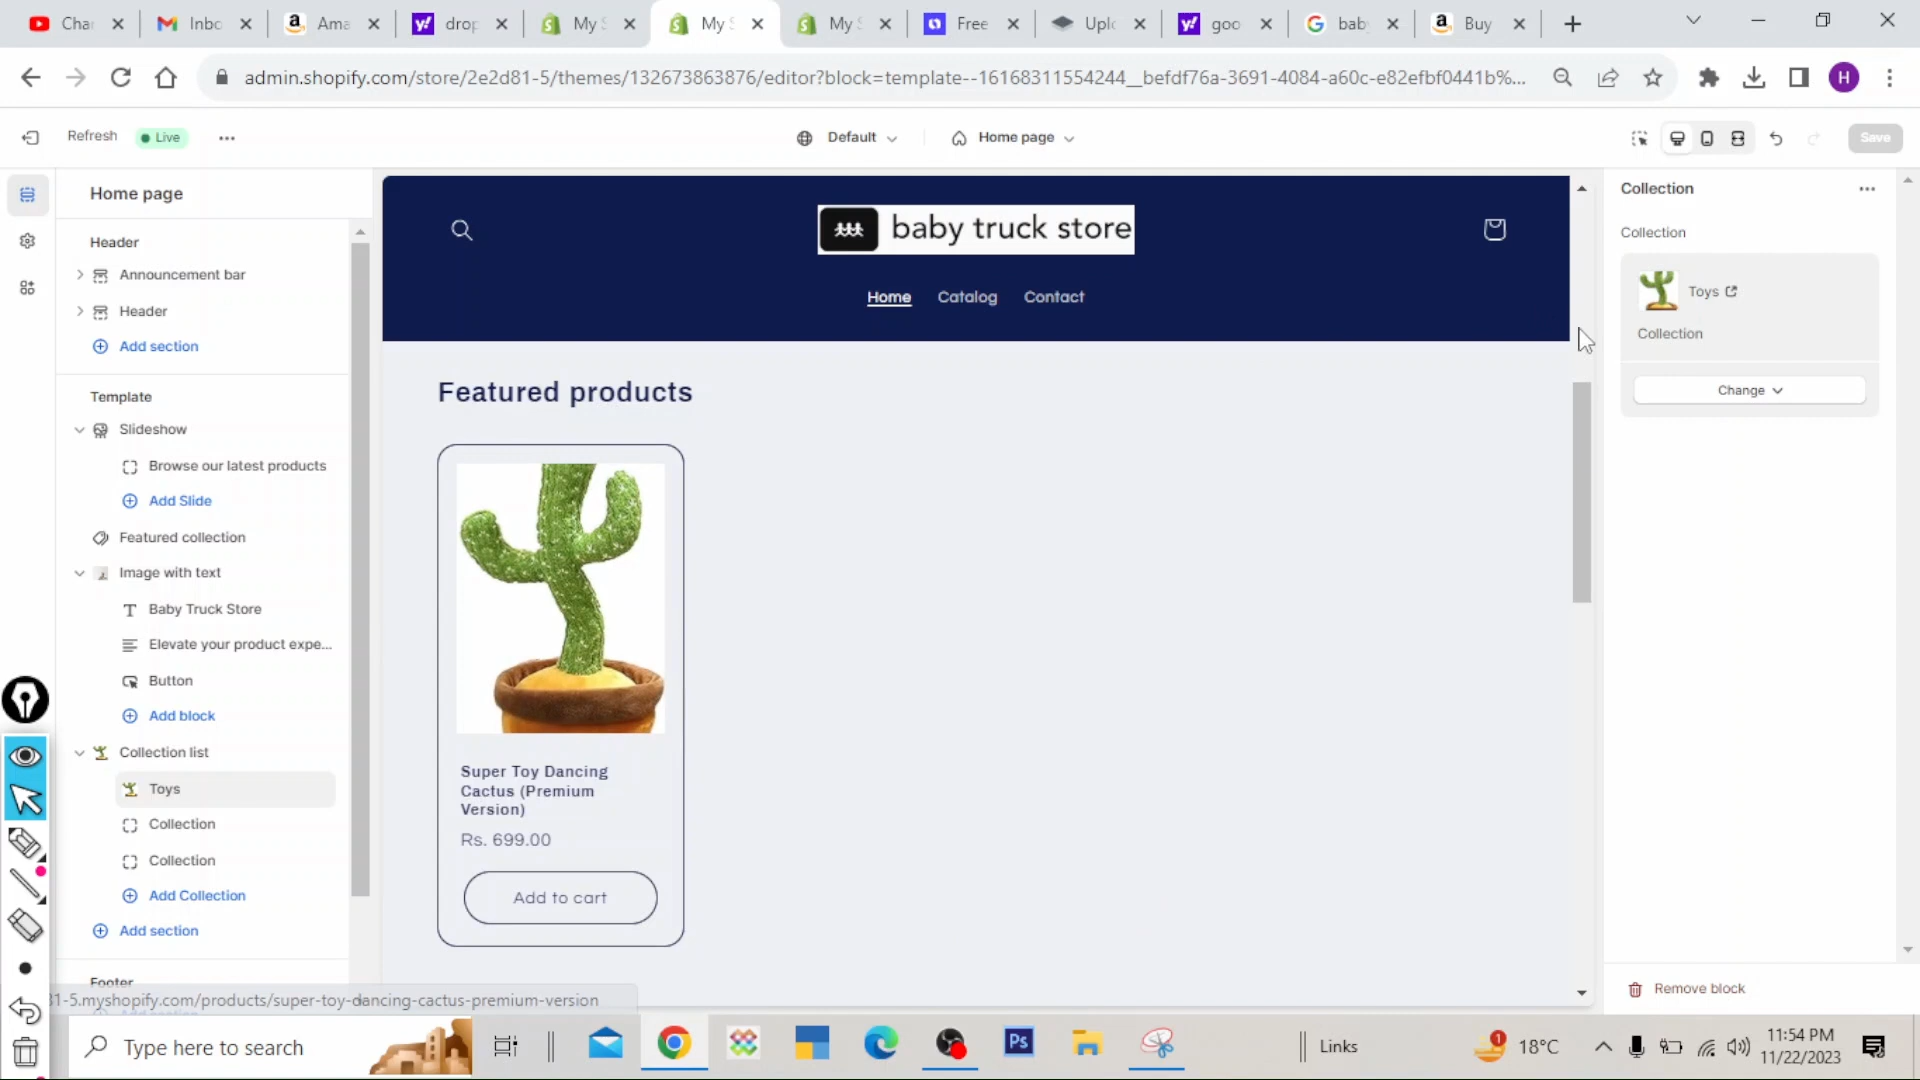 Cha
Inbo
Ama
drop
My S
My S
My S
Free
Uplo
goo
bab
Buy
admin.shopify.com/store/2e2d81-5/themes/132673863876/editor?block=template--16168311554244__befdf76a-3691-4084-a60c-e82efbf0441b%...
H
Refresh
Live
Default
Home page
Save
Home page
Header
Announcement bar
Header
Add section
Template
Slideshow
Browse our latest products
Add Slide
Featured collection
Image with text
Baby Truck Store
Elevate your product expe...
Button
Add block
Collection list
Toys
Collection
Collection
Add Collection
Add section
Footer
baby truck store
Home Catalog Contact
Featured products
Super Toy Dancing
Cactus (Premium
Version)
Rs. 699.00
Add to cart
Collection
Collection
Toys
Collection
Change
Remove block
81-5.myshopify.com/products/super-toy-dancing-cactus-premium-version
Type here to search
Ps
Links
1
18°C
11:54 PM
11/22/2023